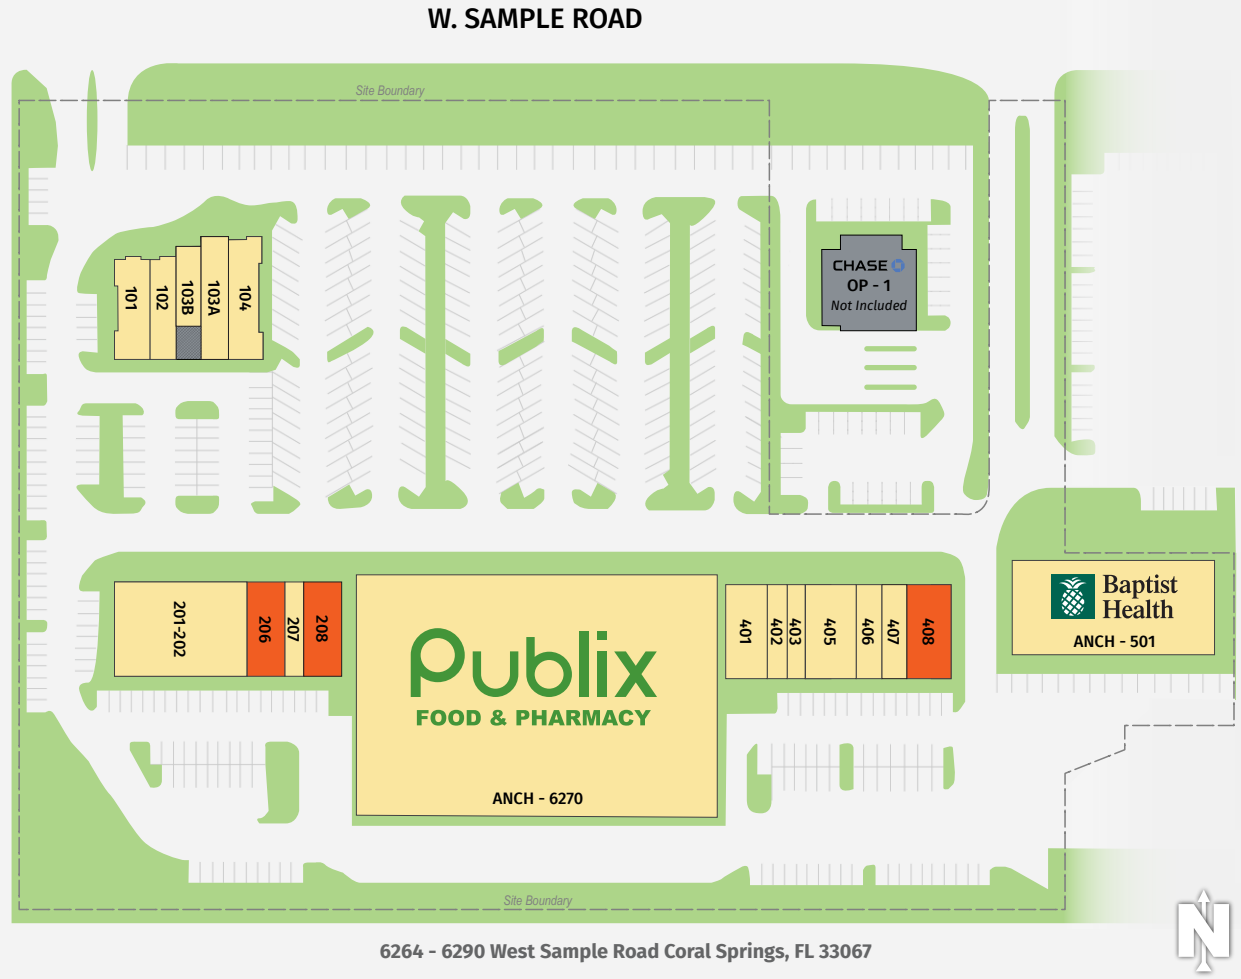 W. SAMPLE ROAD
Site Boundary
101
102
103B
103A
104
CHASE
OP - 1
Not Included
201-202
206
207
208
Publix
FOOD & PHARMACY
ANCH - 6270
401
402
403
405
406
407
408
Baptist
Health
ANCH - 501
Site Boundary
6264 - 6290 West Sample Road Coral Springs, FL 33067
N